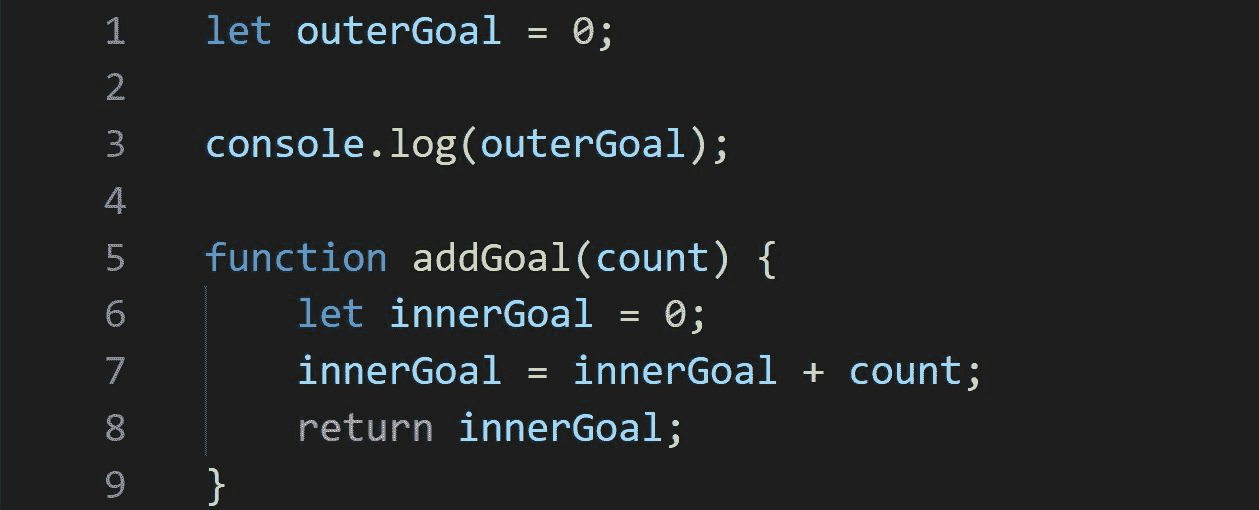 1 let outerGoal = 0;
2
3 console.log(outerGoal);
4
5 function addGoal(count) {
6     let innerGoal = 0;
7     innerGoal = innerGoal + count;
8     return innerGoal;
9 }